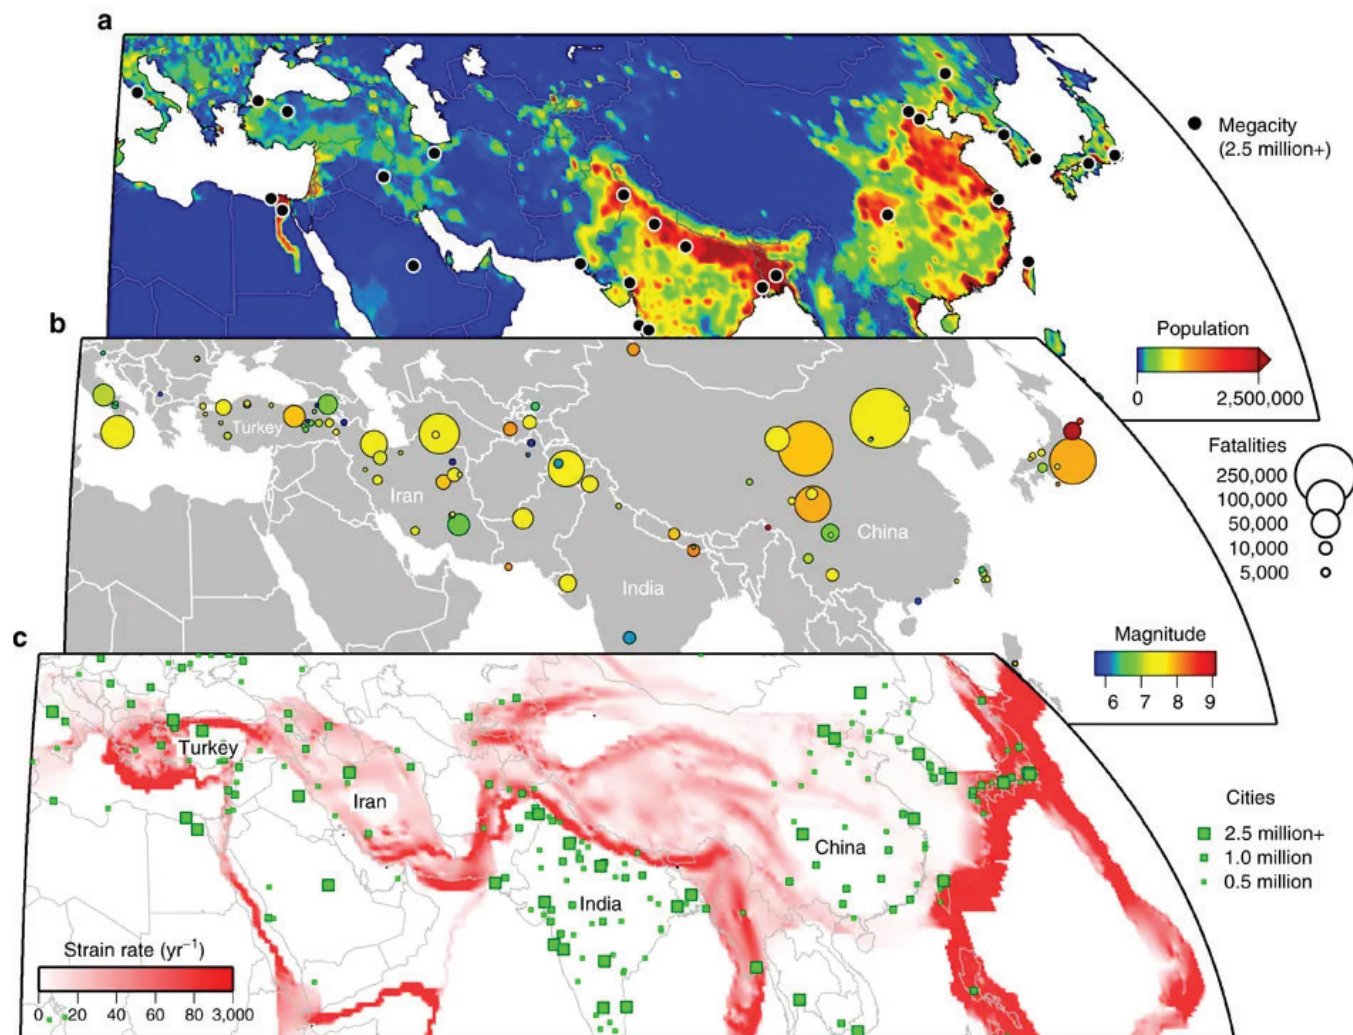 a
Megacity
(2.5 million+)
Population
0
2,500,000
b
Turkey
Iran
India
China
Fatalities
250,000
100,000
50,000
10,000
5,000
Magnitude
6 7 8 9
c
Turkey
Iran
India
China
Cities
2.5 million+
1.0 million
0.5 million
Strain rate (yr⁻¹)
0 20 40 60 80 3,000